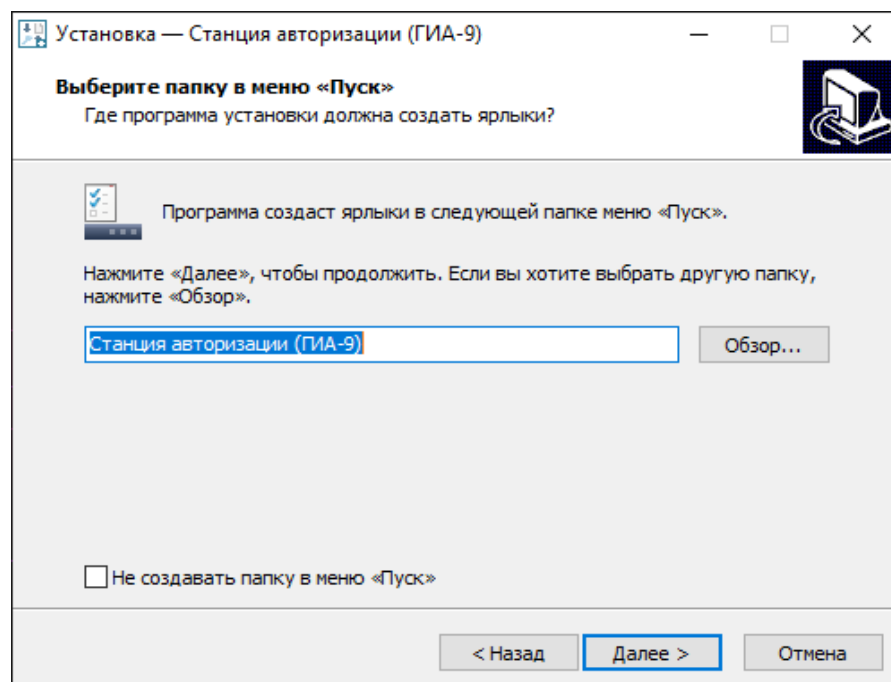 Установка — Станция авторизации (ГИА-9)
Выберите папку в меню «Пуск»
Где программа установки должна создать ярлыки?
Программа создаст ярлыки в следующей папке меню «Пуск».
Нажмите «Далее», чтобы продолжить. Если вы хотите выбрать другую папку,
нажмите «Обзор».
Станция авторизации (ГИА-9)
Обзор...
Не создавать папку в меню «Пуск»
< Назад
Далее >
Отмена